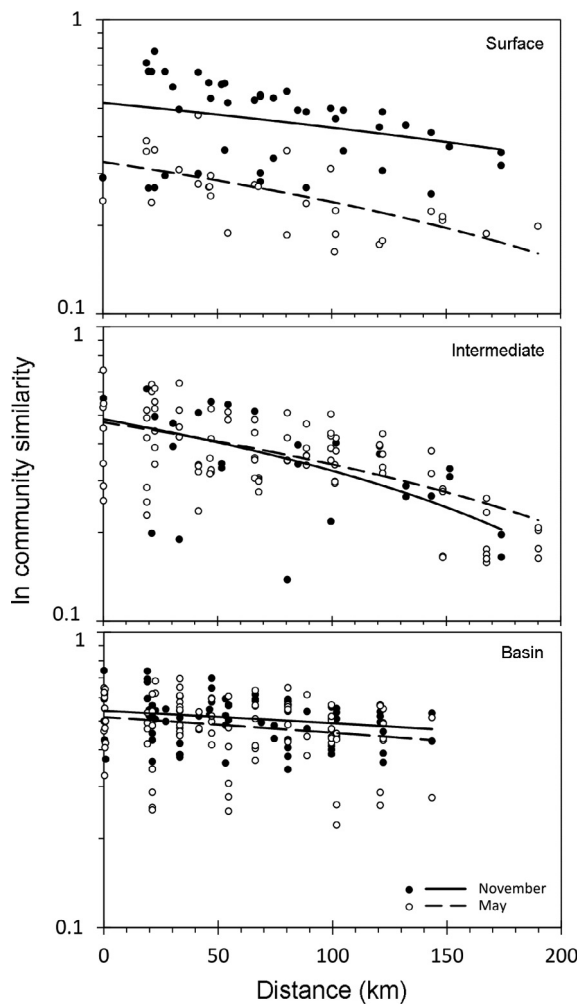 1
Surface
0.1
1
Intermediate
ln community similarity
0.1
1
Basin
November
May
0.1
0 50 100 150 200
Distance (km)